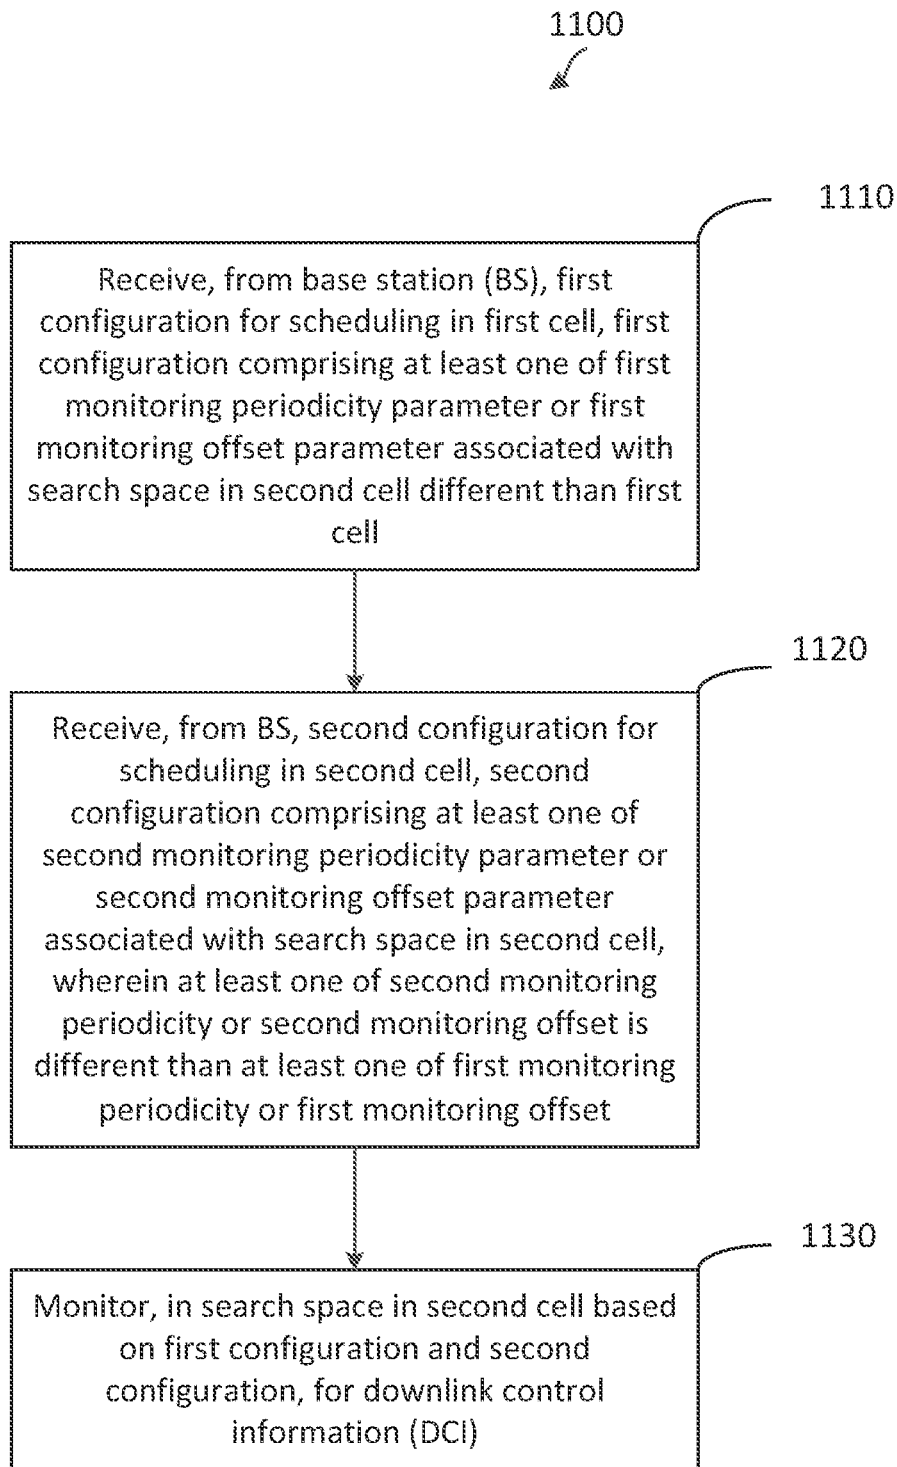 1100
1110
Receive, from base station (BS), first
configuration for scheduling in first cell, first
configuration comprising at least one of first
monitoring periodicity parameter or first
monitoring offset parameter associated with
search space in second cell different than first
cell
1120
Receive, from BS, second configuration for
scheduling in second cell, second
configuration comprising at least one of
second monitoring periodicity parameter or
second monitoring offset parameter
associated with search space in second cell,
wherein at least one of second monitoring
periodicity or second monitoring offset is
different than at least one of first monitoring
periodicity or first monitoring offset
1130
Monitor, in search space in second cell based
on first configuration and second
configuration, for downlink control
information (DCI)